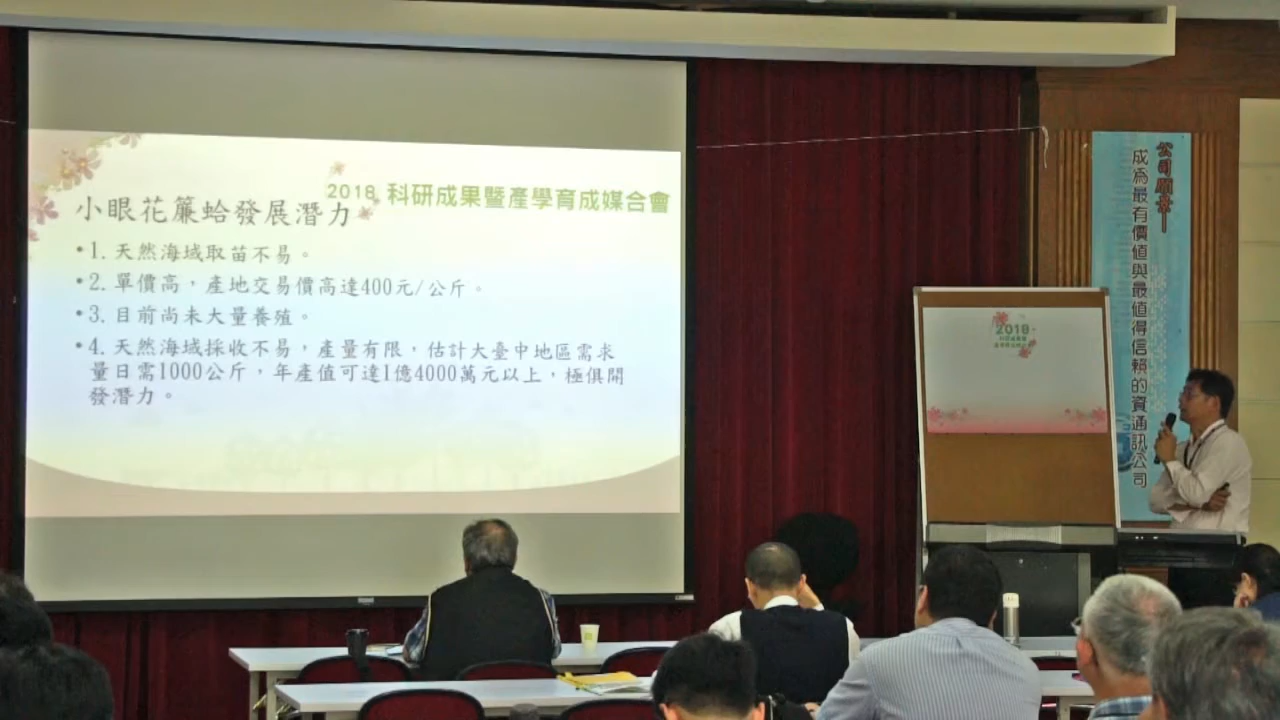 2018 科研成果暨產學育成媒合會
小眼花簾蛤發展潛力
•1.天然海域取苗不易。
•2.單價高，產地交易價高達400元/公斤。
•3.目前尚未大量養殖。
•4.天然海域採收不易，產量有限，估計大臺中地區需求
量日需1000公斤，年產值可達1億4000萬元以上，極俱開
發潛力。
2018
公司願景—
成為最有價值與最值得信賴的資通訊公司